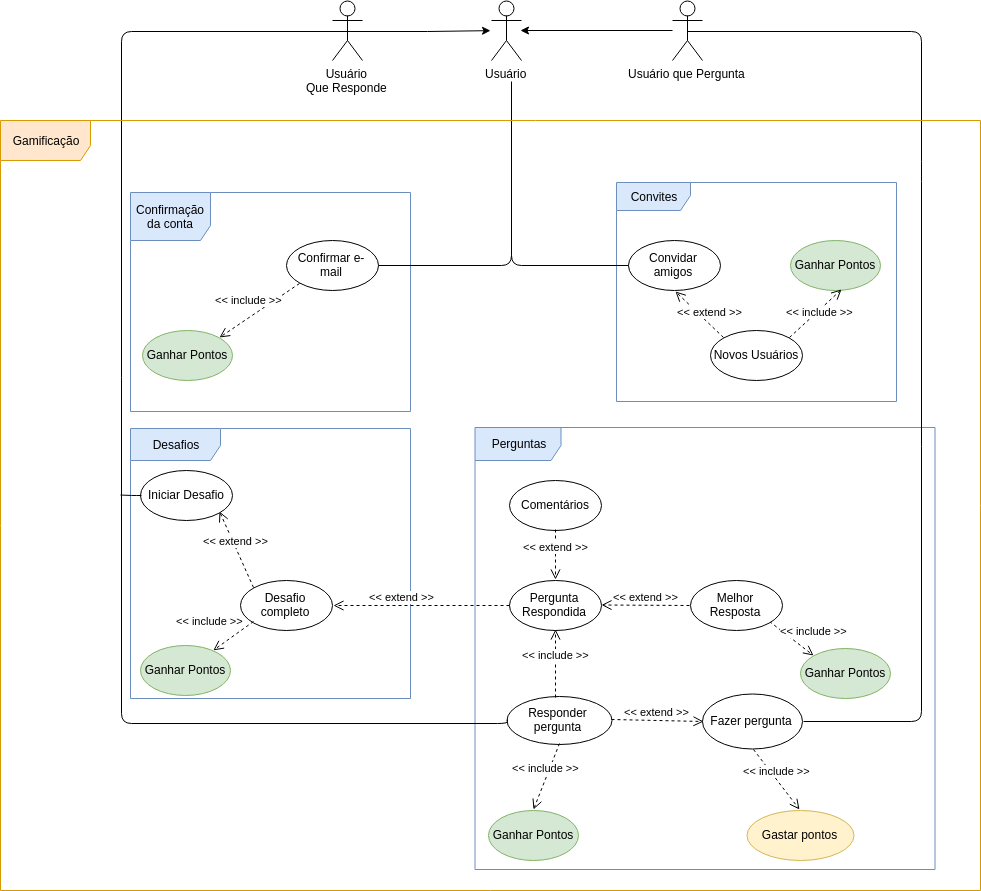 Usuário
Que Responde
Usuário
Usuário que Pergunta
Gamificação
Confirmação
da conta
Confirmar e-
mail
<< include >>
Ganhar Pontos
Convites
Convidar
amigos
Ganhar Pontos
<< extend >>
<< include >>
Novos Usuários
Desafios
Iniciar Desafio
<< extend >>
Desafio
completo
<< include >>
Ganhar Pontos
<< extend >>
Perguntas
Comentários
<< extend >>
Pergunta
Respondida
<< extend >>
Melhor
Resposta
<< include >>
Ganhar Pontos
<< include >>
Responder
pergunta
<< extend >>
Fazer pergunta
<< include >>
<< include >>
Ganhar Pontos
Gastar pontos